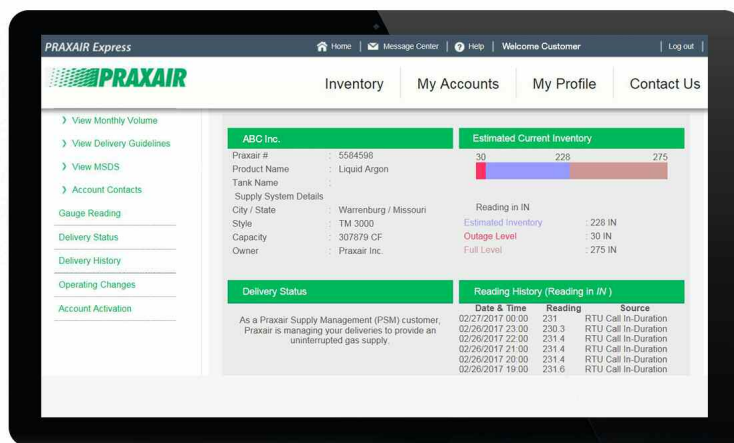 PRAXAIR Express
Home | Message Center | ? Help | Welcome Customer | Log out |
PRAXAIR
Inventory | My Accounts | My Profile | Contact Us
View Monthly Volume
View Delivery Guidelines
View MSDS
Account Contacts
Gauge Reading
Delivery Status
Delivery History
Operating Changes
Account Activation
ABC Inc.
Praxair # : 5584598
Product Name : Liquid Argon
Tank Name :
Supply System Details
City / State : Warrenburg / Missouri
Style : TM 3000
Capacity : 307879 CF
Owner : Praxair Inc.
Estimated Current Inventory
30 228 275
Reading in IN
Estimated Inventory : 228 IN
Outage Level : 30 IN
Full Level : 275 IN
Delivery Status
As a Praxair Supply Management (PSM) customer,
Praxair is managing your deliveries to provide an
uninterrupted gas supply.
Reading History (Reading in IN )
Date & Time Reading Source
02/27/2017 00:00 231 RTU Call In-Duration
02/26/2017 23:00 230.3 RTU Call In-Duration
02/26/2017 22:00 231.4 RTU Call In-Duration
02/26/2017 21:00 231.4 RTU Call In-Duration
02/26/2017 20:00 231.4 RTU Call In-Duration
02/26/2017 19:00 231.6 RTU Call In-Duration